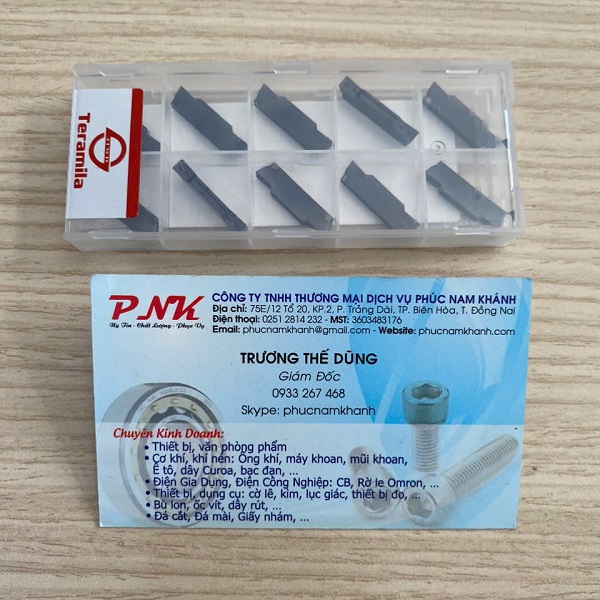 Teramila
PNK
Uy Tín - Chất Lượng - Phục Vụ
CÔNG TY TNHH THƯƠNG MẠI DỊCH VỤ PHÚC NAM KHÁNH
Địa chỉ: 75E/12 Tổ 20, KP.2, P. Trảng Dài, TP. Biên Hòa, T. Đồng Nai
Điện thoại: 0251 2814 232 - MST: 3603483176
Email: phucnamkhanh@gmail.com - Website: phucnamkhanh.com
TRƯƠNG THẾ DŨNG
Giám Đốc
0933 267 468
Skype: phucnamkhanh
Chuyên Kinh Doanh:
• Thiết bị, văn phòng phẩm
• Cơ khí, khí nén: Ống khí, máy khoan, mũi khoan,
Ê tô, dây Curoa, bạc đạn, ...
• Điện Gia Dụng, Điện Công Nghiệp: CB, Rờ le Omron, ...
• Thiết bị, dụng cụ: cờ lê, kìm, lục giác, thiết bị đo, ...
• Bù lon, ốc vít, dây rút, ...
• Đá cắt, Đá mài, Giấy nhám, ...